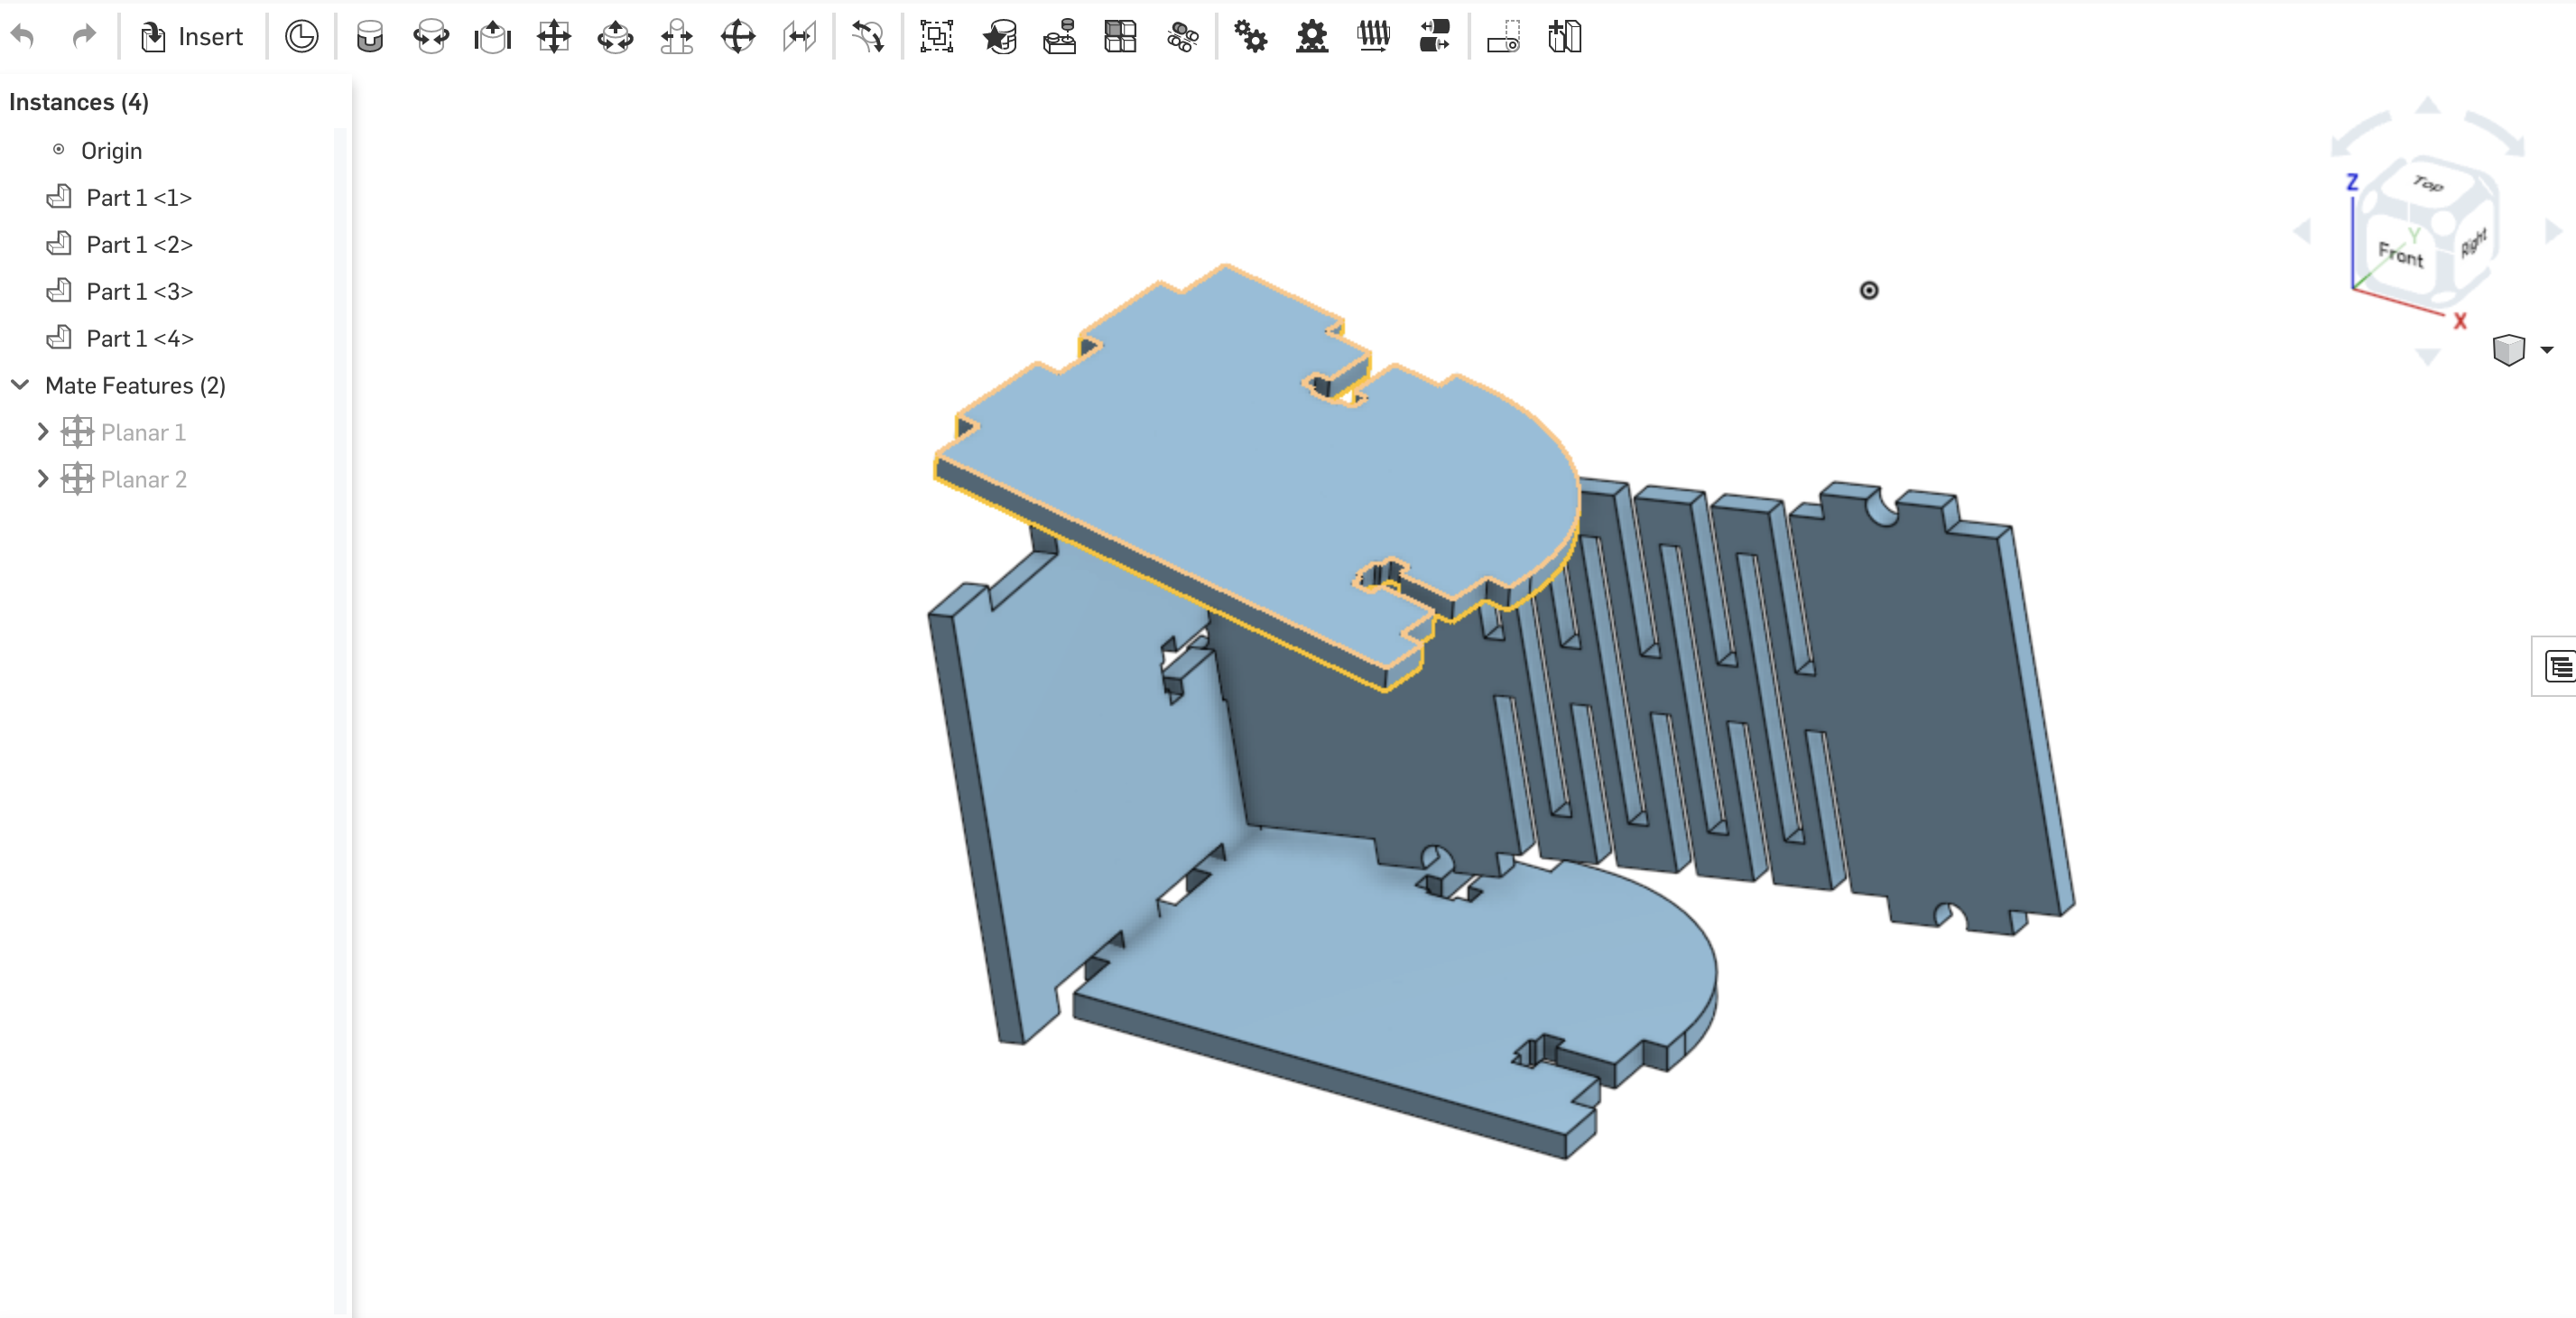 Insert
Instances (4)
Origin
Part 1 <1>
Part 1 <2>
Part 1 <3>
Part 1 <4>
Mate Features (2)
Planar 1
Planar 2
Z
Top
Y
Front
Right
X